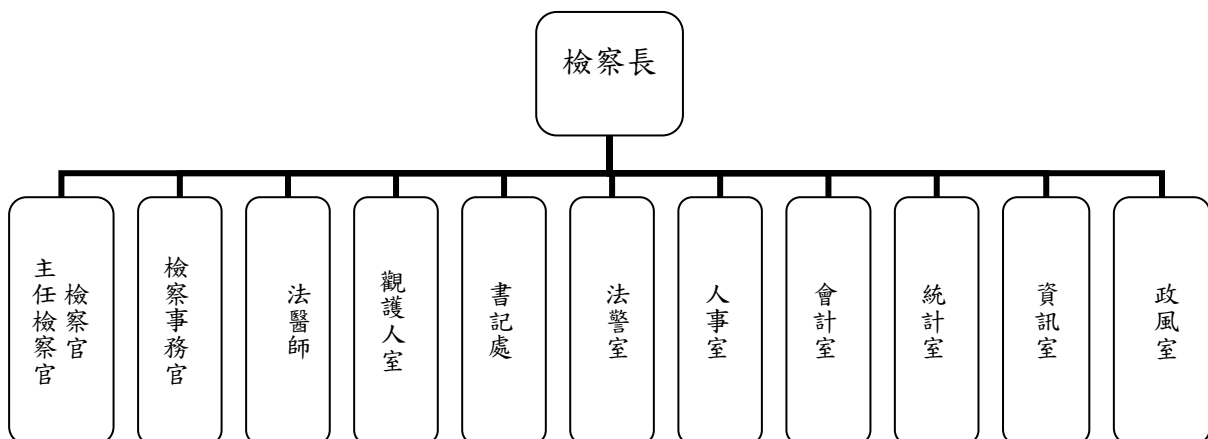 檢察長
主任檢察官
檢察官
檢察事務官
法醫師
觀護人室
書記處
法警室
人事室
會計室
統計室
資訊室
政風室